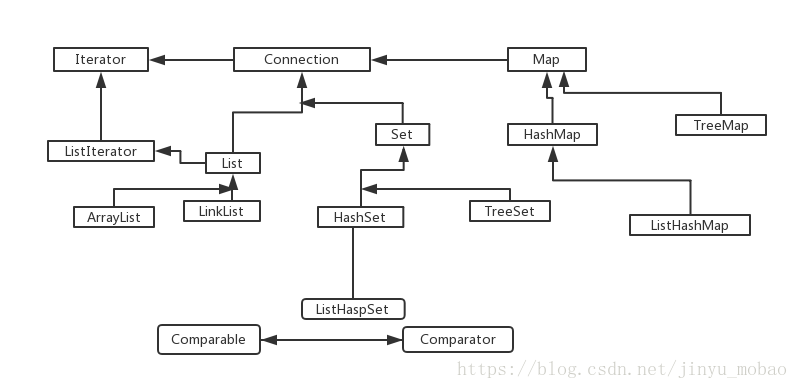 Iterator
Connection
Map
TreeMap
HashMap
Set
ListIterator
List
ArrayList
LinkList
HashSet
TreeSet
ListHashMap
ListHaspSet
Comparable
Comparator
https://blog.csdn.net/jinyu_mobao